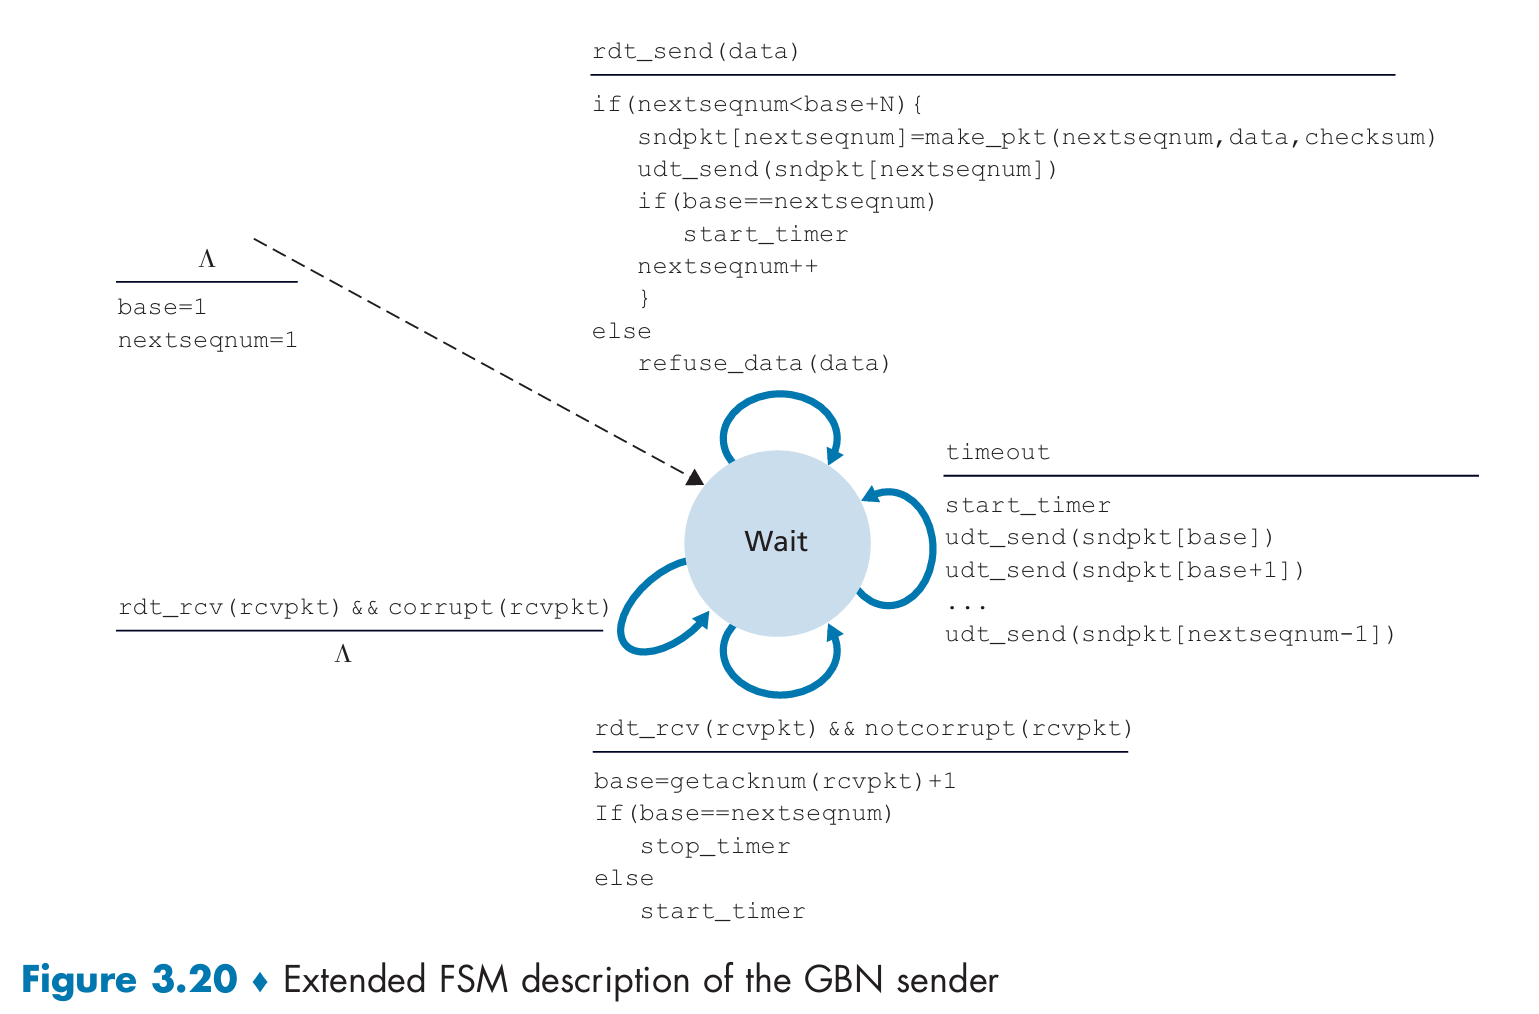 rdt_send(data)
if(nextseqnum<base+N){
sndpkt[nextseqnum]=make_pkt(nextseqnum,data,checksum)
udt_send(sndpkt[nextseqnum])
if(base==nextseqnum)
start_timer
nextseqnum++
}
else
refuse_data(data)
Λ
base=1
nextseqnum=1
timeout
start_timer
udt_send(sndpkt[base])
udt_send(sndpkt[base+1])
...
udt_send(sndpkt[nextseqnum-1])
Wait
rdt_rcv(rcvpkt) && corrupt(rcvpkt)
Λ
rdt_rcv(rcvpkt) && notcorrupt(rcvpkt)
base=getacknum(rcvpkt)+1
If(base==nextseqnum)
stop_timer
else
start_timer
Figure 3.20 ♦ Extended FSM description of the GBN sender